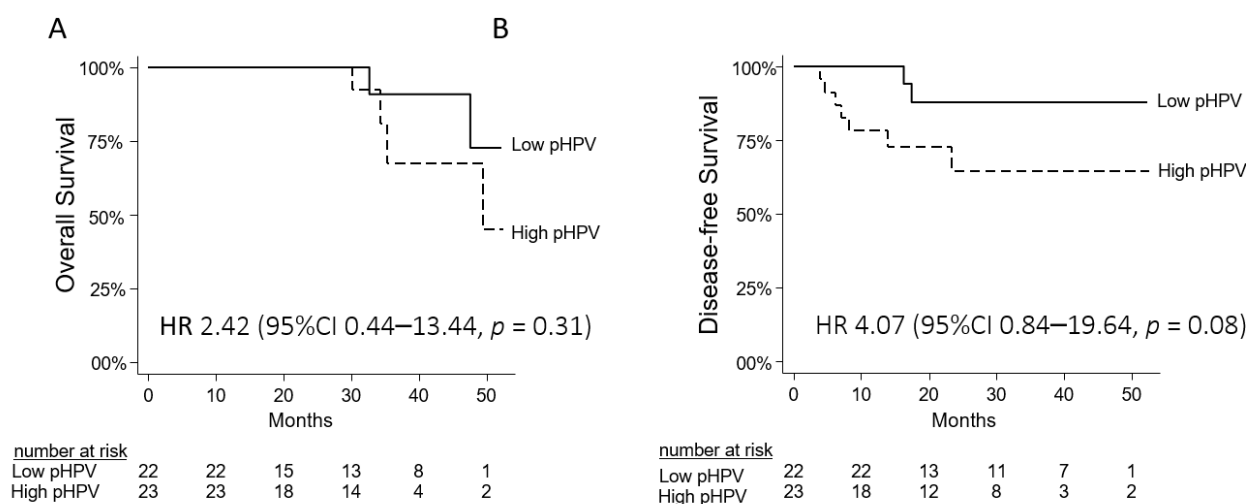 A
Overall Survival
100%
75%
50%
25%
00%
Low pHPV
High pHPV
HR 2.42 (95%CI 0.44–13.44, p = 0.31)
0 10 20 30 40 50
Months
number at risk
Low pHPV 22 22 15 13 8 1
High pHPV 23 23 18 14 4 2
B
Disease-free Survival
100%
75%
50%
25%
00%
Low pHPV
High pHPV
HR 4.07 (95%CI 0.84–19.64, p = 0.08)
0 10 20 30 40 50
Months
number at risk
Low pHPV 22 22 13 11 7 1
High pHPV 23 18 12 8 3 2